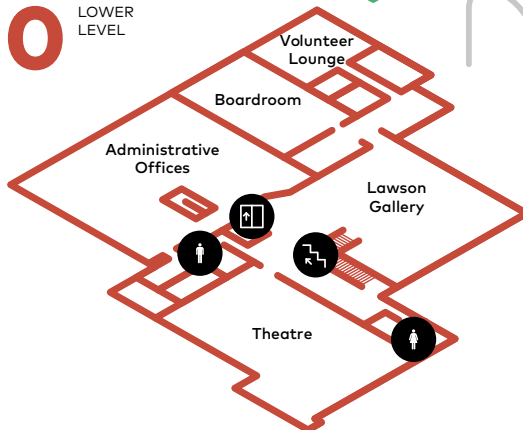 0
LOWER
LEVEL
Volunteer
Lounge
Boardroom
Administrative
Offices
Lawson
Gallery
Theatre